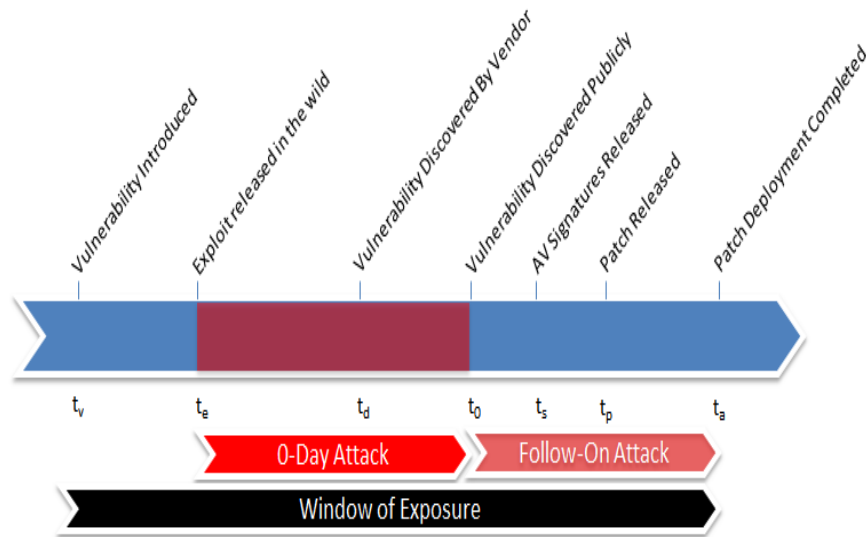 Vulnerability Introduced
Exploit released in the wild
Vulnerability Discovered By Vendor
Vulnerability Discovered Publicly
AV Signatures Released
Patch Released
Patch Deployment Completed
tᵥ
tₑ
t_d
t₀
tₛ
tₚ
tₐ
0-Day Attack
Follow-On Attack
Window of Exposure